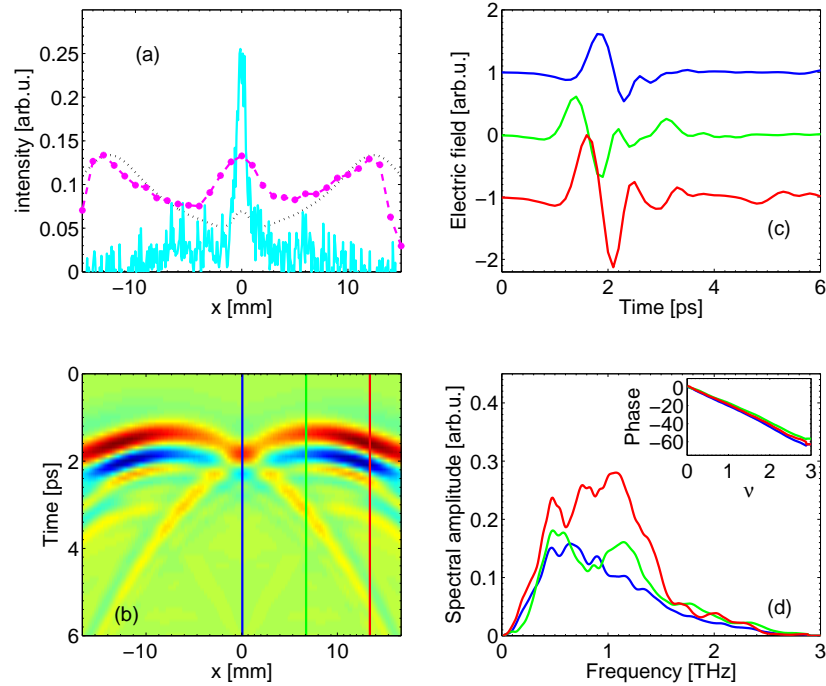 (a)
intensity [arb.u.]
0.25
0.2
0.15
0.1
0.05
0
−10 0 10
x [mm]
(c)
Electric field [arb.u.]
2
1
0
−1
−2
0 2 4 6
Time [ps]
(b)
Time [ps]
0
2
4
6
−10 0 10
x [mm]
(d)
Spectral amplitude [arb.u.]
0.4
0.3
0.2
0.1
0
0 1 2 3
Frequency [THz]
Phase
0
−20
−40
−60
0 1 2 3
ν